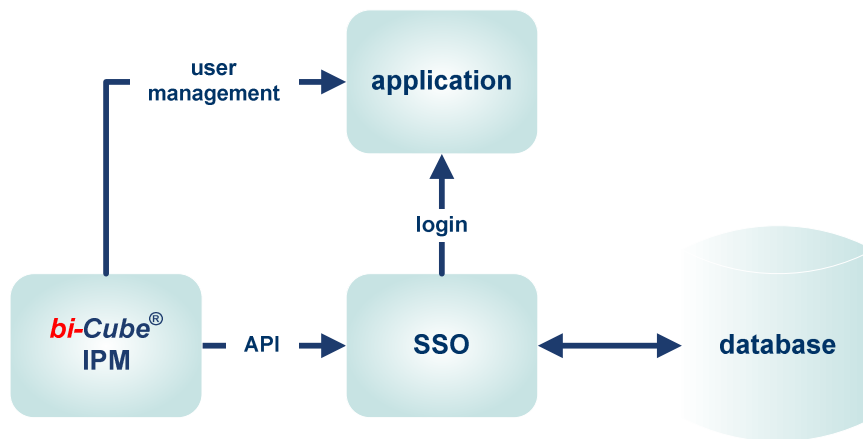 user
management
application
login
bi-Cube®
IPM
API
SSO
database